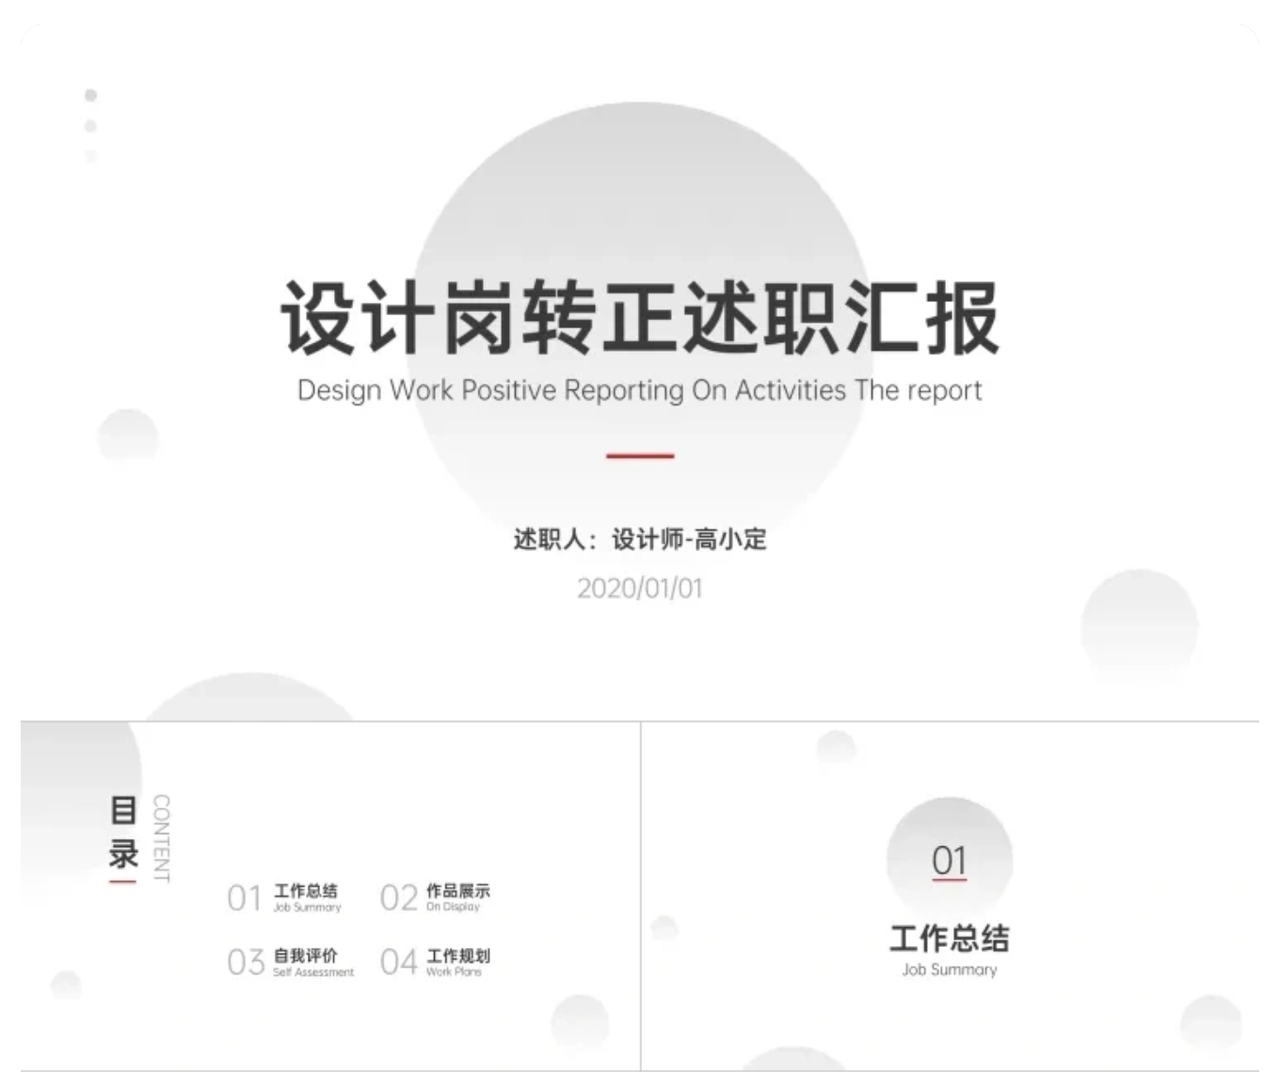 设计岗转正述职汇报
Design Work Positive Reporting On Activities The report
述职人：设计师-高小定
2020/01/01
目录
CONTENT
01 工作总结
Job Summary
02 作品展示
On Display
03 自我评价
Self Assessment
04 工作规划
Work Plans
01
工作总结
Job Summary